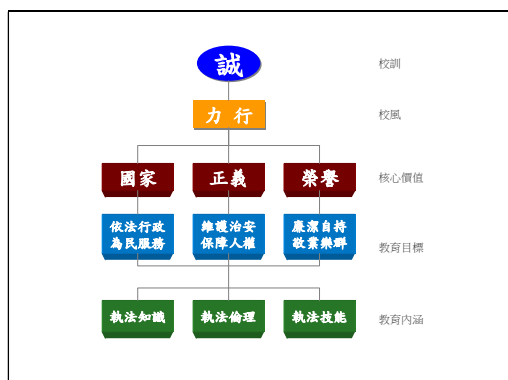 誠
校訓
力 行
校風
國家
正義
榮譽
核心價值
依法行政
為民服務
維護治安
保障人權
廉潔自持
敬業樂群
教育目標
執法知識
執法倫理
執法技能
教育內涵